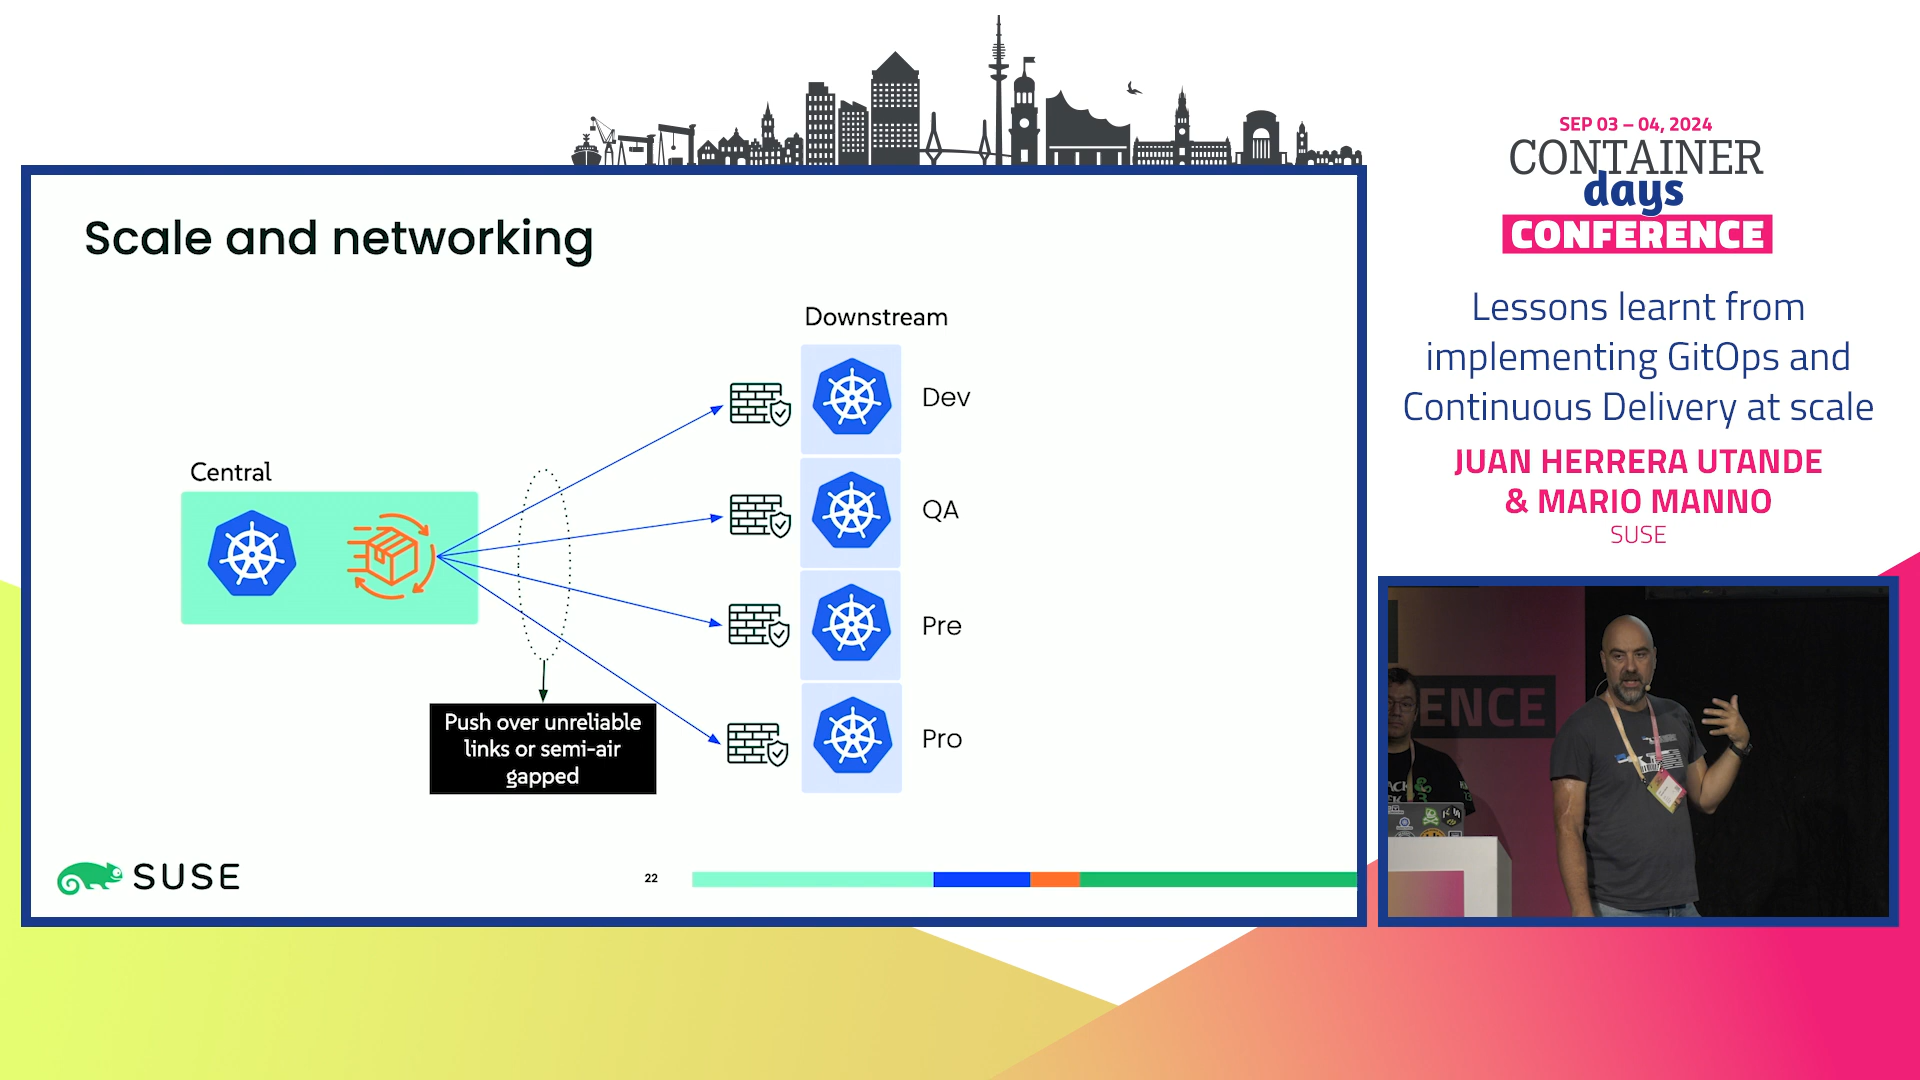 Scale and networking
Downstream
Dev
QA
Pre
Pro
Central
Push over unreliable
links or semi-air
gapped
SUSE
22
SEP 03 – 04, 2024
CONTAINER
days
CONFERENCE
Lessons learnt from
implementing GitOps and
Continuous Delivery at scale
JUAN HERRERA UTANDE
& MARIO MANNO
SUSE
ENCE